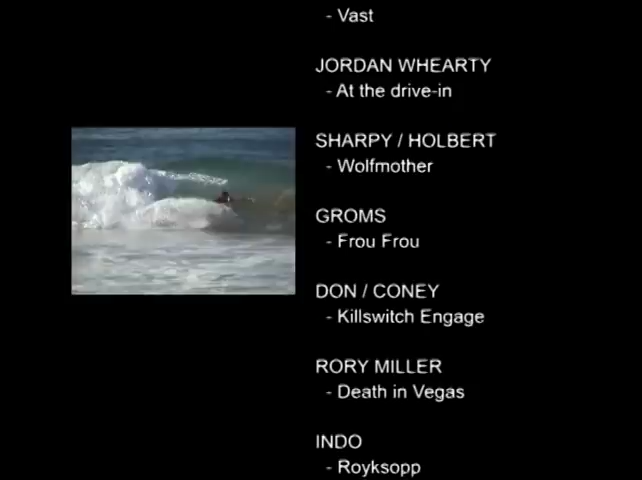 - Vast
JORDAN WHEARTY
- At the drive-in
SHARPY / HOLBERT
- Wolfmother
GROMS
- Frou Frou
DON / CONEY
- Killswitch Engage
RORY MILLER
- Death in Vegas
INDO
- Royksopp